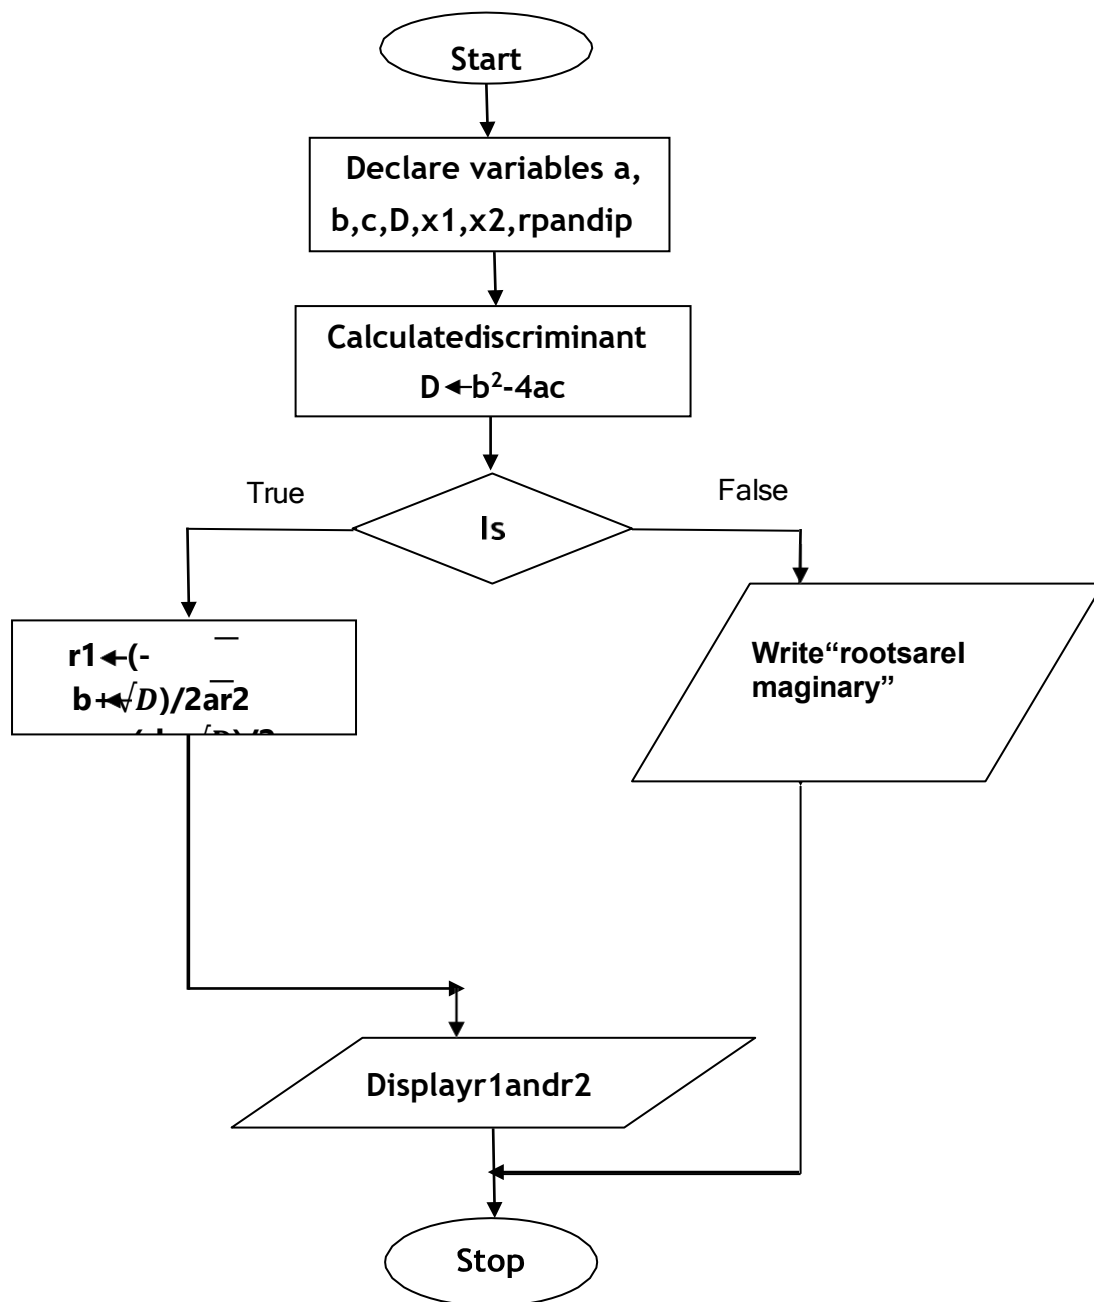 Start
Declare variables a,
b,c,D,x1,x2,rpandip
Calculatediscriminant
D←b²-4ac
True
False
Is
r1←(-
b+←√D)/2ar2
Write“rootsareI
maginary”
Displayr1andr2
Stop